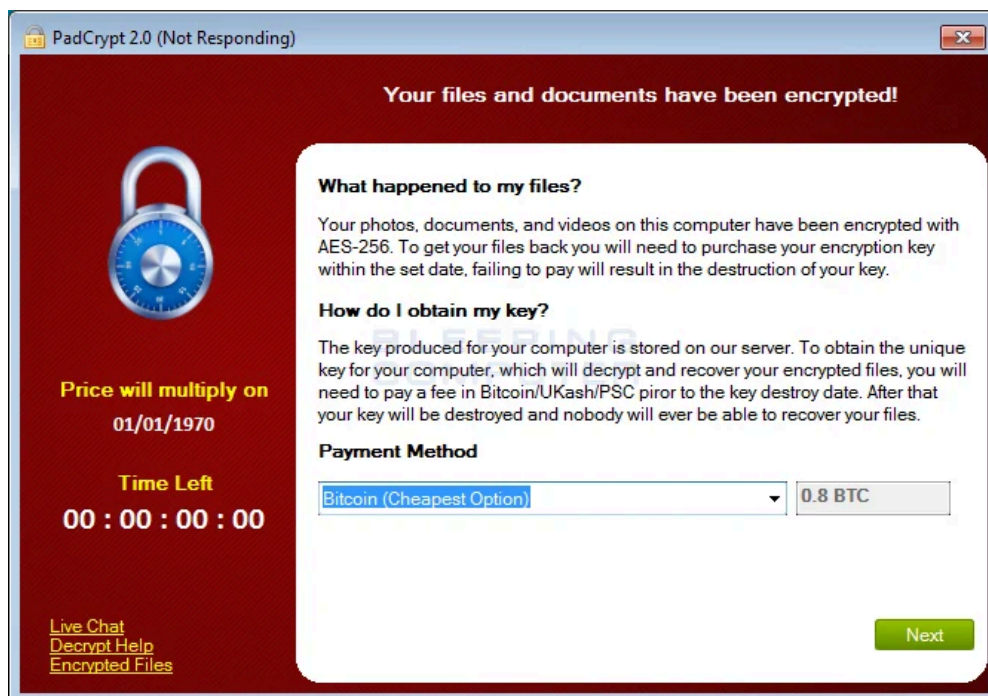 PadCrypt 2.0 (Not Responding)
Your files and documents have been encrypted!
What happened to my files?
Your photos, documents, and videos on this computer have been encrypted with
AES-256. To get your files back you will need to purchase your encryption key
within the set date, failing to pay will result in the destruction of your key.
How do I obtain my key?
BLEEPING
COMPUTER
The key produced for your computer is stored on our server. To obtain the unique
key for your computer, which will decrypt and recover your encrypted files, you will
need to pay a fee in Bitcoin/UKash/PSC piror to the key destroy date. After that
your key will be destroyed and nobody will ever be able to recover your files.
Payment Method
Bitcoin (Cheapest Option)
0.8 BTC
Next
Price will multiply on
01/01/1970
Time Left
00 : 00 : 00 : 00
Live Chat
Decrypt Help
Encrypted Files